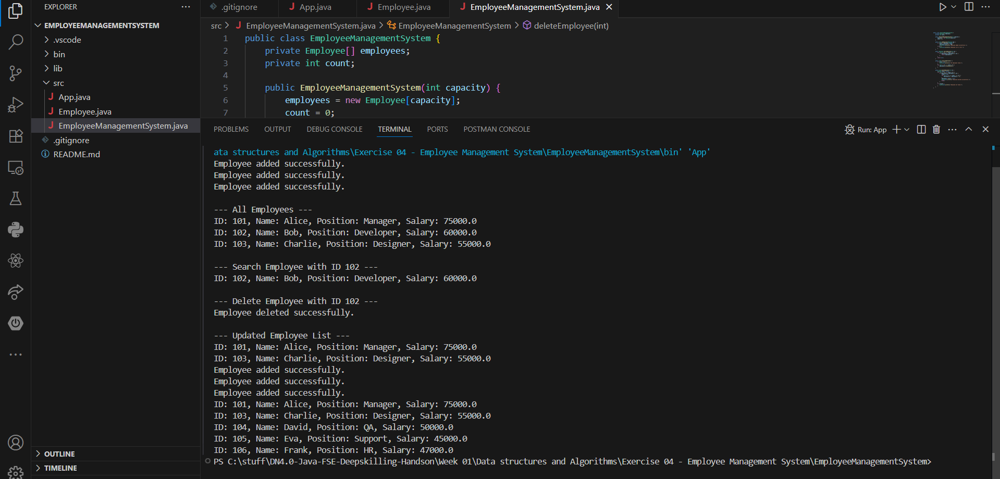 EXPLORER
EMPLOYEEMANAGEMENTSYSTEM
.vscode
bin
lib
src
App.java
Employee.java
EmployeeManagementSystem.java
.gitignore
README.md
OUTLINE
TIMELINE
.gitignore
App.java
Employee.java
EmployeeManagementSystem.java
src > EmployeeManagementSystem.java > EmployeeManagementSystem > deleteEmployee(int)
1 public class EmployeeManagementSystem {
2 private Employee[] employees;
3 private int count;
4
5 public EmployeeManagementSystem(int capacity) {
6 employees = new Employee[capacity];
7 count = 0;
PROBLEMS OUTPUT DEBUG CONSOLE TERMINAL PORTS POSTMAN CONSOLE
Run: App
ata structures and Algorithms\Exercise 04 - Employee Management System\EmployeeManagementSystem\bin' 'App'
Employee added successfully.
Employee added successfully.
Employee added successfully.
--- All Employees ---
ID: 101, Name: Alice, Position: Manager, Salary: 75000.0
ID: 102, Name: Bob, Position: Developer, Salary: 60000.0
ID: 103, Name: Charlie, Position: Designer, Salary: 55000.0
--- Search Employee with ID 102 ---
ID: 102, Name: Bob, Position: Developer, Salary: 60000.0
--- Delete Employee with ID 102 ---
Employee deleted successfully.
--- Updated Employee List ---
ID: 101, Name: Alice, Position: Manager, Salary: 75000.0
ID: 103, Name: Charlie, Position: Designer, Salary: 55000.0
Employee added successfully.
Employee added successfully.
Employee added successfully.
ID: 101, Name: Alice, Position: Manager, Salary: 75000.0
ID: 103, Name: Charlie, Position: Designer, Salary: 55000.0
ID: 104, Name: David, Position: QA, Salary: 50000.0
ID: 105, Name: Eva, Position: Support, Salary: 45000.0
ID: 106, Name: Frank, Position: HR, Salary: 47000.0
PS C:\stuff\DN4.0-Java-FSE-Deepskilling-Handson\Week 01\Data structures and Algorithms\Exercise 04 - Employee Management System\EmployeeManagementSystem>